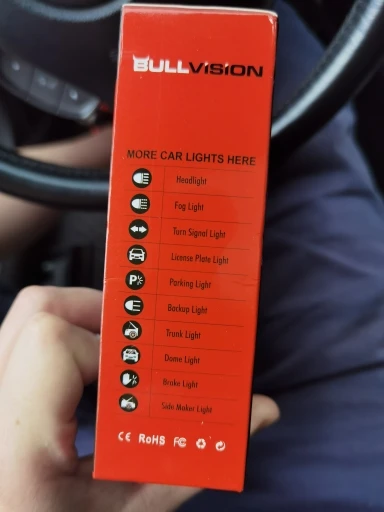 BULLVISION
MORE CAR LIGHTS HERE
Headlight
Fog Light
Turn Signal Light
License Plate Light
P Parking Light
Backup Light
Trunk Light
Dome Light
Brake Light
Side Maker Light
CE RoHS FC